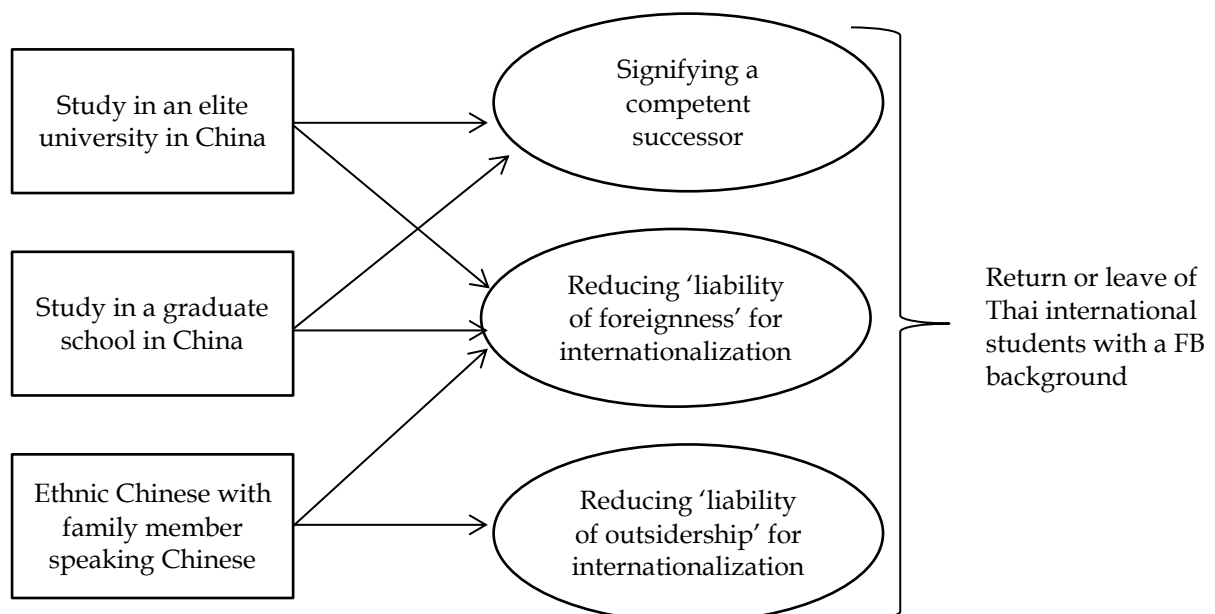 Study in an elite
university in China
Signifying a
competent
successor
Study in a graduate
school in China
Reducing ‘liability
of foreignness’ for
internationalization
Ethnic Chinese with
family member
speaking Chinese
Reducing ‘liability
of outsidership’ for
internationalization
Return or leave of
Thai international
students with a FB
background